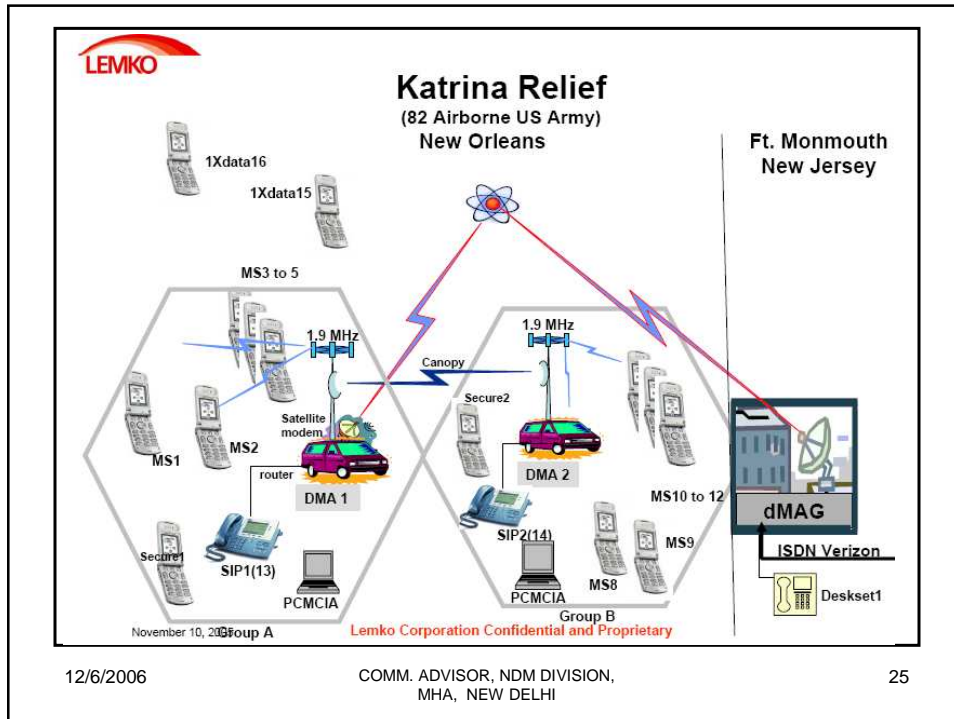 LEMKO
Katrina Relief
(82 Airborne US Army)
New Orleans
Ft. Monmouth
New Jersey
1Xdata16
1Xdata15
MS3 to 5
1.9 MHz
1.9 MHz
Canopy
Secure2
Satellite
modem
MS1
MS2
router
DMA 1
DMA 2
MS10 to 12
dMAG
SIP2(14)
MS9
ISDN Verizon
Secure1
SIP1(13)
MS8
Deskset1
PCMCIA
PCMCIA
Group B
November 10, 2005
Group A
Lemko Corporation Confidential and Proprietary
12/6/2006
COMM. ADVISOR, NDM DIVISION,
MHA, NEW DELHI
25